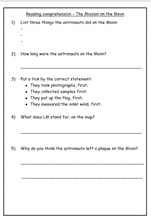 Reading comprehension – The Mission on the Moon
1) List three things the astronauts did on the Moon:
-
-
-
2) How long were the astronauts on the Moon?
3) Put a tick by the correct statement:
• They took photographs, first.
• They collected samples first.
• They put up the flag, first.
• They measured the solar wind, first.
4) What does LM stand for, on the map?
5) Why do you think the astronauts left a plaque on the Moon?